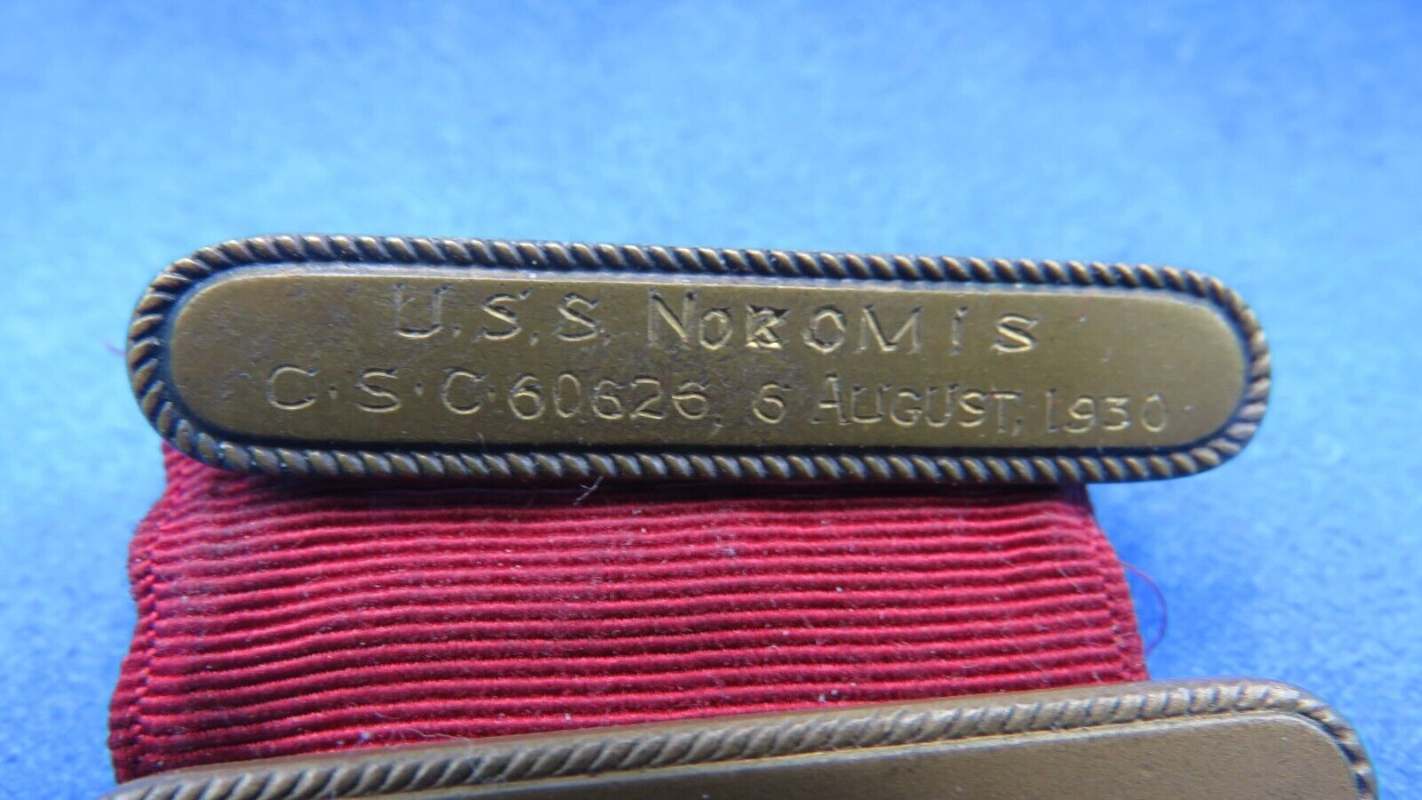 U.S.S. NOKOMIS
C·S·C·60626, 6 AUGUST, 1930